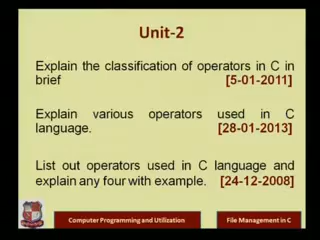 Unit-2
Explain the classification of operators in C in
brief [5-01-2011]
Explain various operators used in C
language. [28-01-2013]
List out operators used in C language and
explain any four with example. [24-12-2008]
Computer Programming and Utilization
File Management in C